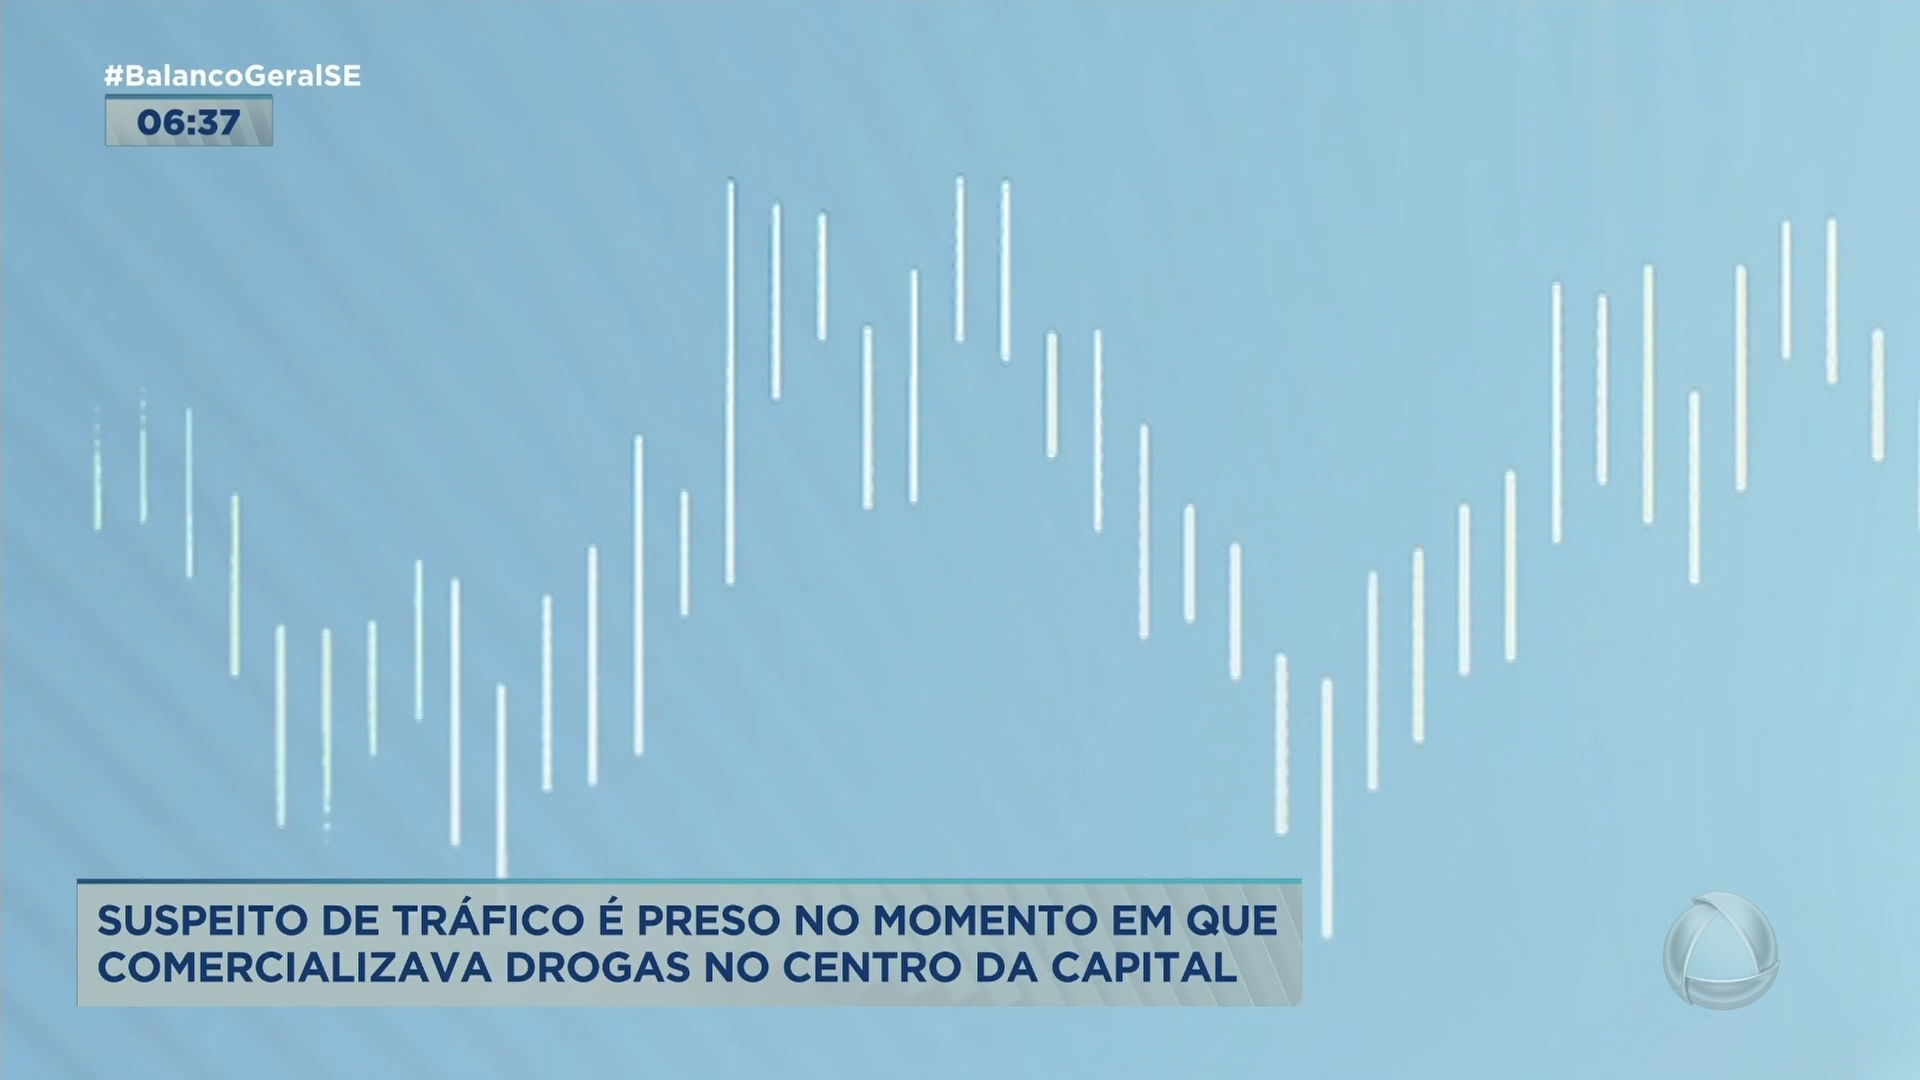 #BalancoGeralSE
06:37
SUSPEITO DE TRÁFICO É PRESO NO MOMENTO EM QUE
COMERCIALIZAVA DROGAS NO CENTRO DA CAPITAL